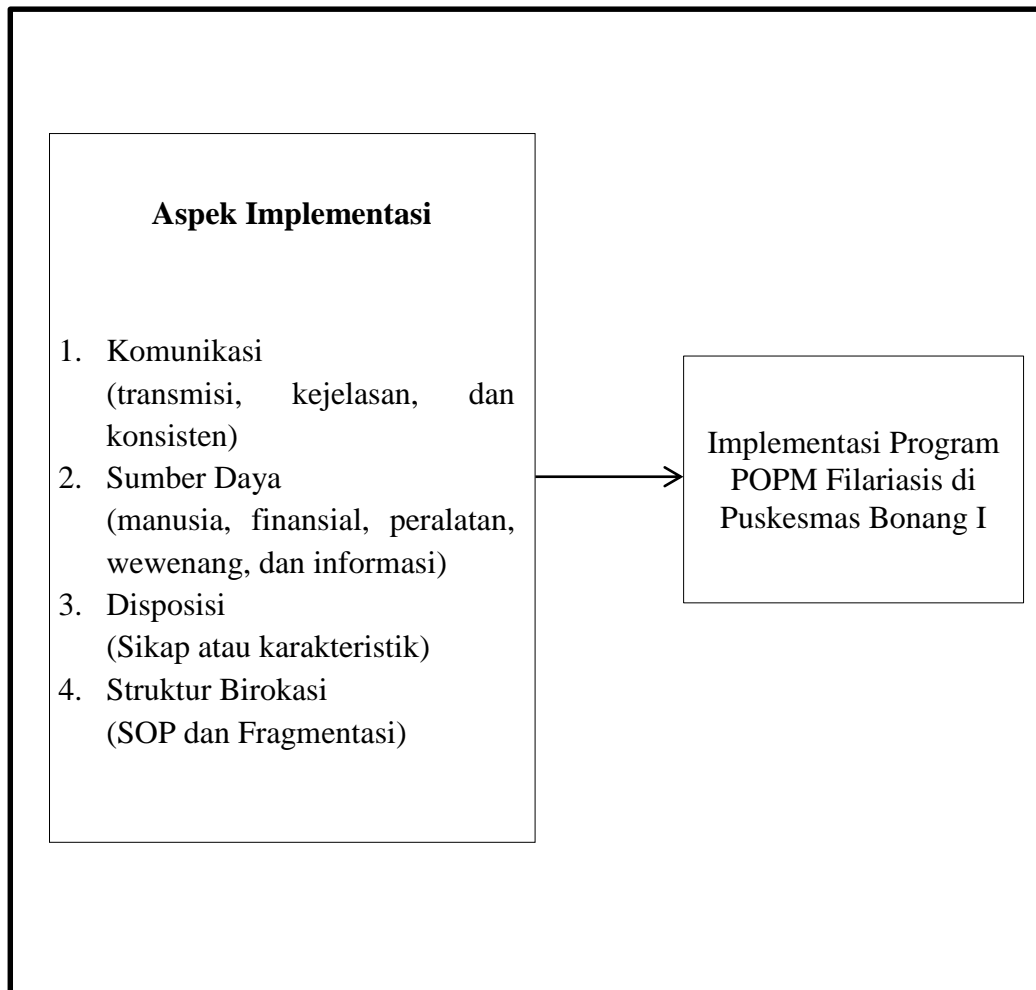 Aspek Implementasi
1. Komunikasi
(transmisi, kejelasan, dan
konsisten)
2. Sumber Daya
(manusia, finansial, peralatan,
wewenang, dan informasi)
3. Disposisi
(Sikap atau karakteristik)
4. Struktur Birokasi
(SOP dan Fragmentasi)
Implementasi Program
POPM Filariasis di
Puskesmas Bonang I